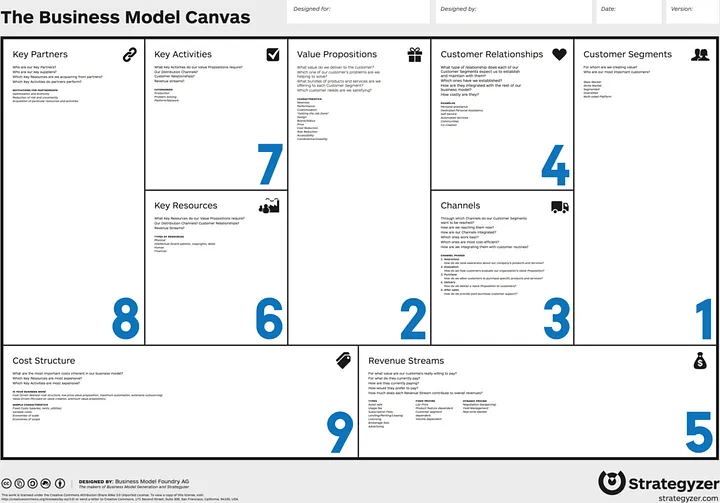 The Business Model Canvas
Designed for:
Designed by:
Date:
Version:
Key Partners
Who are our Key Partners?
Who are our key suppliers?
Which Key Resources are we acquiring from partners?
Which Key Activities do partners perform?
MOTIVATIONS FOR PARTNERSHIPS
Optimization and economy
Reduction of risk and uncertainty
Acquisition of particular resources and activities
8
Key Activities
What Key Activities do our Value Propositions require?
Our Distribution Channels?
Customer Relationships?
Revenue streams?
CATEGORIES
Production
Problem Solving
Platform/Network
7
Key Resources
What Key Resources do our Value Propositions require?
Our Distribution Channels? Customer Relationships?
Revenue Streams?
TYPES OF RESOURCES
Physical
Intellectual (brand patents, copyrights, data)
Human
Financial
6
Value Propositions
What value do we deliver to the customer?
Which one of our customer's problems are we
helping to solve?
What bundles of products and services are we
offering to each Customer Segment?
Which customer needs are we satisfying?
CHARACTERISTICS
Newness
Performance
Customization
"Getting the Job Done"
Design
Brand/Status
Price
Cost Reduction
Risk Reduction
Accessibility
Convenience/Usability
2
Customer Relationships
What type of relationship does each of our
Customer Segments expect us to establish
and maintain with them?
Which ones have we established?
How are they integrated with the rest of our
business model?
How costly are they?
EXAMPLES
Personal assistance
Dedicated Personal Assistance
Self-Service
Automated Services
Communities
Co-creation
4
Channels
Through which Channels do our Customer Segments
want to be reached?
How are we reaching them now?
How are our Channels integrated?
Which ones work best?
Which ones are most cost-efficient?
How are we integrating them with customer routines?
CHANNEL PHASES
1. Awareness
How do we raise awareness about our company's products and services?
2. Evaluation
How do we help customers evaluate our organization's Value Proposition?
3. Purchase
How do we allow customers to purchase specific products and services?
4. Delivery
How do we deliver a Value Proposition to customers?
5. After sales
How do we provide post-purchase customer support?
3
Customer Segments
For whom are we creating value?
Who are our most important customers?
Mass Market
Niche Market
Segmented
Diversified
Multi-sided Platform
1
Cost Structure
What are the most important costs inherent in our business model?
Which Key Resources are most expensive?
Which Key Activities are most expensive?
IS YOUR BUSINESS MORE
Cost Driven (leanest cost structure, low price value proposition, maximum automation, extensive outsourcing)
Value Driven (focused on value creation, premium value proposition)
SAMPLE CHARACTERISTICS
Fixed Costs (salaries, rents, utilities)
Variable costs
Economies of scale
Economies of scope
9
Revenue Streams
For what value are our customers really willing to pay?
For what do they currently pay?
How are they currently paying?
How would they prefer to pay?
How much does each Revenue Stream contribute to overall revenues?
TYPES
Asset sale
Usage fee
Subscription Fees
Lending/Renting/Leasing
Licensing
Brokerage fees
Advertising
FIXED PRICING
List Price
Product feature dependent
Customer segment
dependent
Volume dependent
DYNAMIC PRICING
Negotiation (bargaining)
Yield Management
Real-time-Market
5
DESIGNED BY: Business Model Foundry AG
The makers of Business Model Generation and Strategyzer
This work is licensed under the Creative Commons Attribution-Share Alike 3.0 Unported License. To view a copy of this license, visit:
http://creativecommons.org/licenses/by-sa/3.0/ or send a letter to Creative Commons, 171 Second Street, Suite 300, San Francisco, California, 94105, USA.
Strategyzer
strategyzer.com